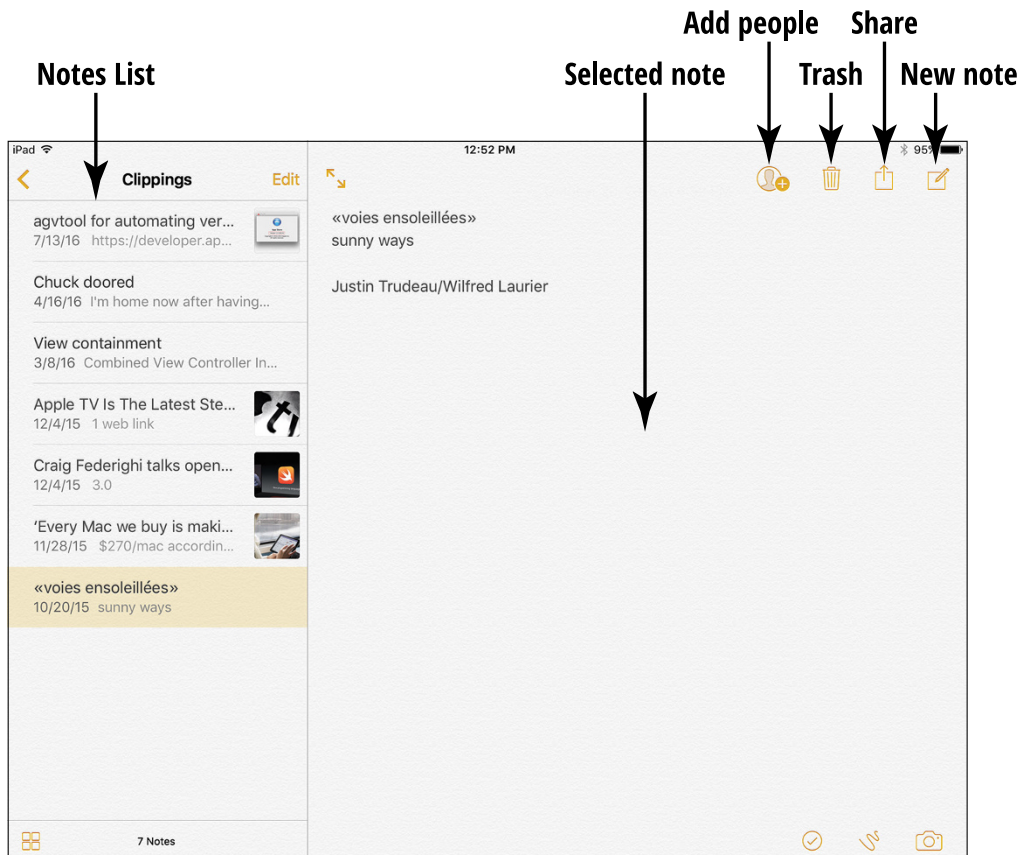 Add people Share
Notes List Selected note Trash New note
iPad 12:52 PM 95%
Clippings Edit
agvtool for automating ver...
7/13/16 https://developer.ap...
Chuck doored
4/16/16 I'm home now after having...
View containment
3/8/16 Combined View Controller In...
Apple TV Is The Latest Ste...
12/4/15 1 web link
Craig Federighi talks open...
12/4/15 3.0
‘Every Mac we buy is maki...
11/28/15 $270/mac accordin...
«voies ensoleillées»
10/20/15 sunny ways
7 Notes
«voies ensoleillées»
sunny ways
Justin Trudeau/Wilfred Laurier